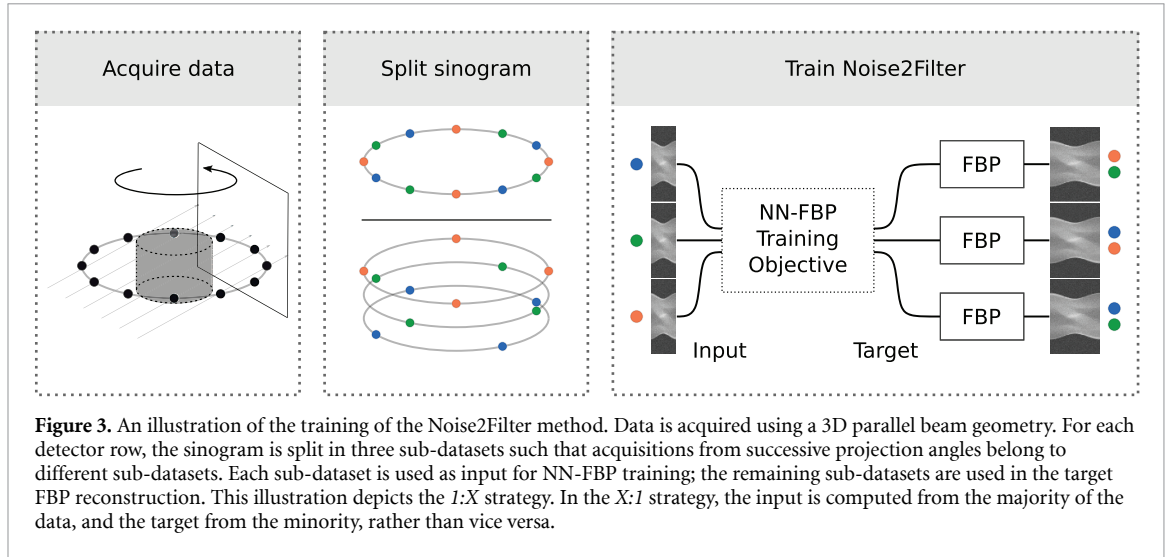 Acquire data
Split sinogram
Train Noise2Filter
NN-FBP
Training
Objective
FBP
FBP
FBP
Input
Target
Figure 3. An illustration of the training of the Noise2Filter method. Data is acquired using a 3D parallel beam geometry. For each
detector row, the sinogram is split in three sub-datasets such that acquisitions from successive projection angles belong to
different sub-datasets. Each sub-dataset is used as input for NN-FBP training; the remaining sub-datasets are used in the target
FBP reconstruction. This illustration depicts the 1:X strategy. In the X:1 strategy, the input is computed from the majority of the
data, and the target from the minority, rather than vice versa.